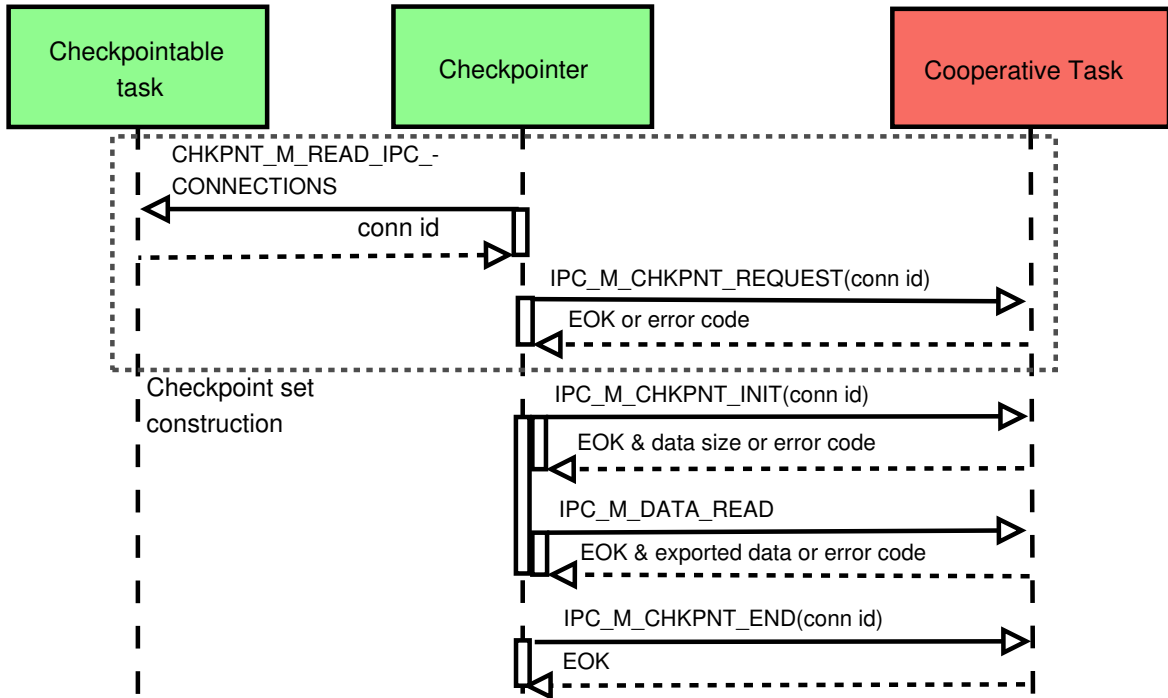 Checkpointable
task
Checkpointer
Cooperative Task
CHKPNT_M_READ_IPC_-
CONNECTIONS
conn id
IPC_M_CHKPNT_REQUEST(conn id)
EOK or error code
Checkpoint set
construction
IPC_M_CHKPNT_INIT(conn id)
EOK & data size or error code
IPC_M_DATA_READ
EOK & exported data or error code
IPC_M_CHKPNT_END(conn id)
EOK